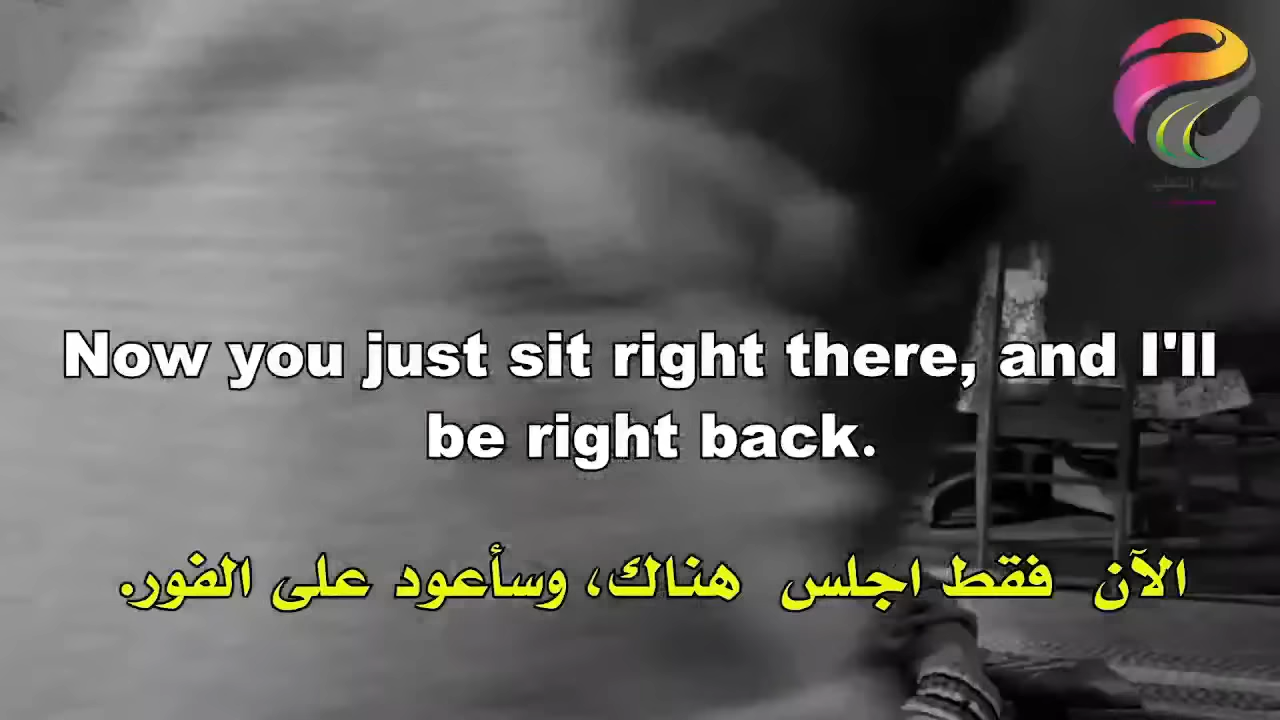 Now you just sit right there, and I'll
be right back.
الآن فقط اجلس هناك، وسأعود على الفور.